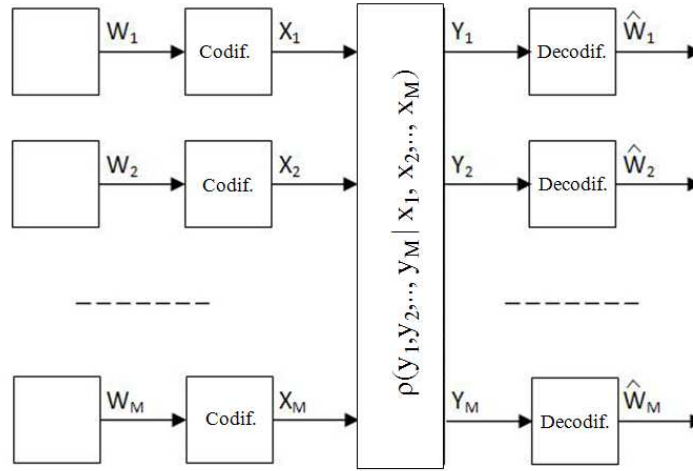 W₁ Codif. X₁ Y₁ Decodif. Ŵ₁
W₂ Codif. X₂ Y₂ Decodif. Ŵ₂
ρ(y₁,y₂,.., y_M | x₁, x₂,.., x_M)
W_M Codif. X_M Y_M Decodif. Ŵ_M